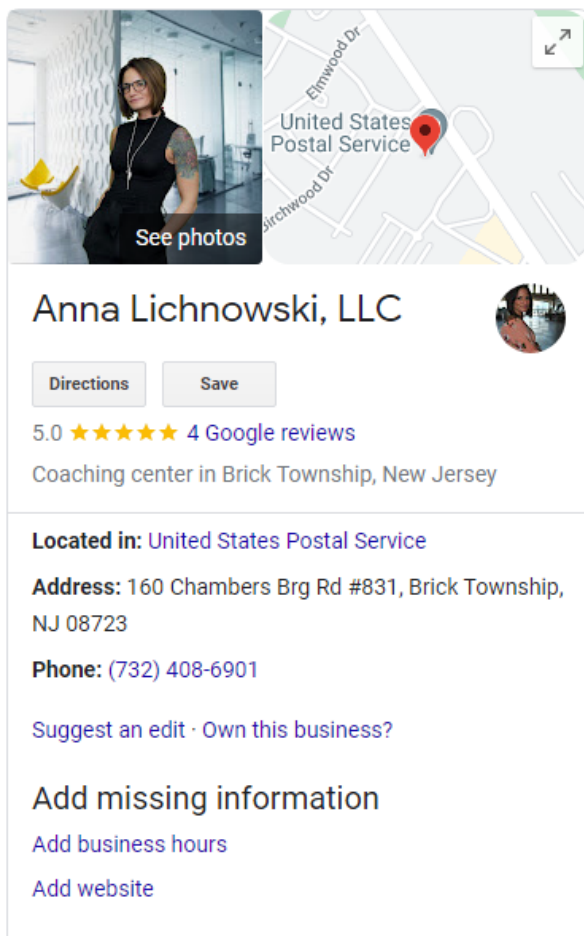 See photos
Elmwood Dr
United States
Postal Service
Birchwood Dr
Anna Lichnowski, LLC
Directions
Save
5.0 ★★★★★ 4 Google reviews
Coaching center in Brick Township, New Jersey
Located in: United States Postal Service
Address: 160 Chambers Brg Rd #831, Brick Township,
NJ 08723
Phone: (732) 408-6901
Suggest an edit · Own this business?
Add missing information
Add business hours
Add website